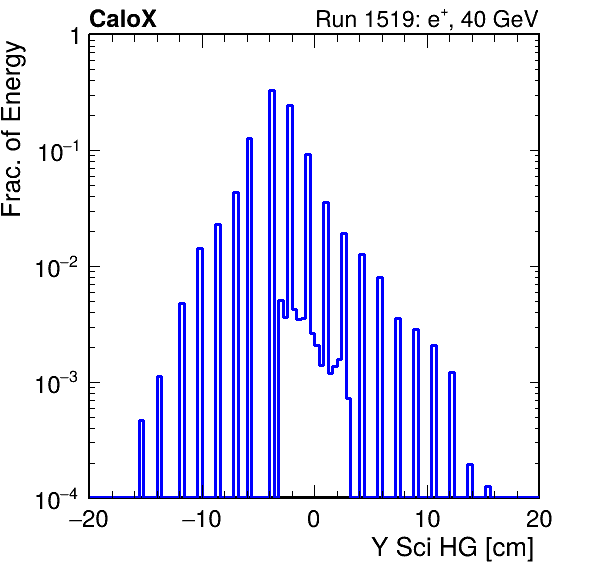 CaloX Run 1519: e⁺, 40 GeV
Frac. of Energy
1
10⁻¹
10⁻²
10⁻³
10⁻⁴
−20 −10 0 10 20
Y Sci HG [cm]